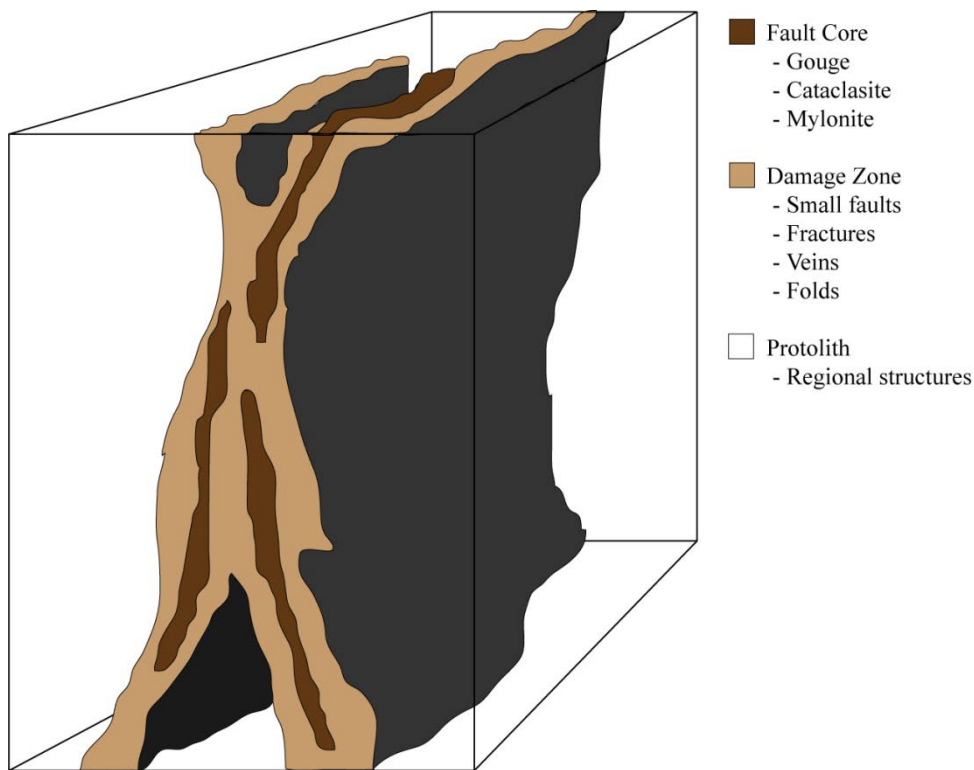 Fault Core
- Gouge
- Cataclasite
- Mylonite
Damage Zone
- Small faults
- Fractures
- Veins
- Folds
Protolith
- Regional structures